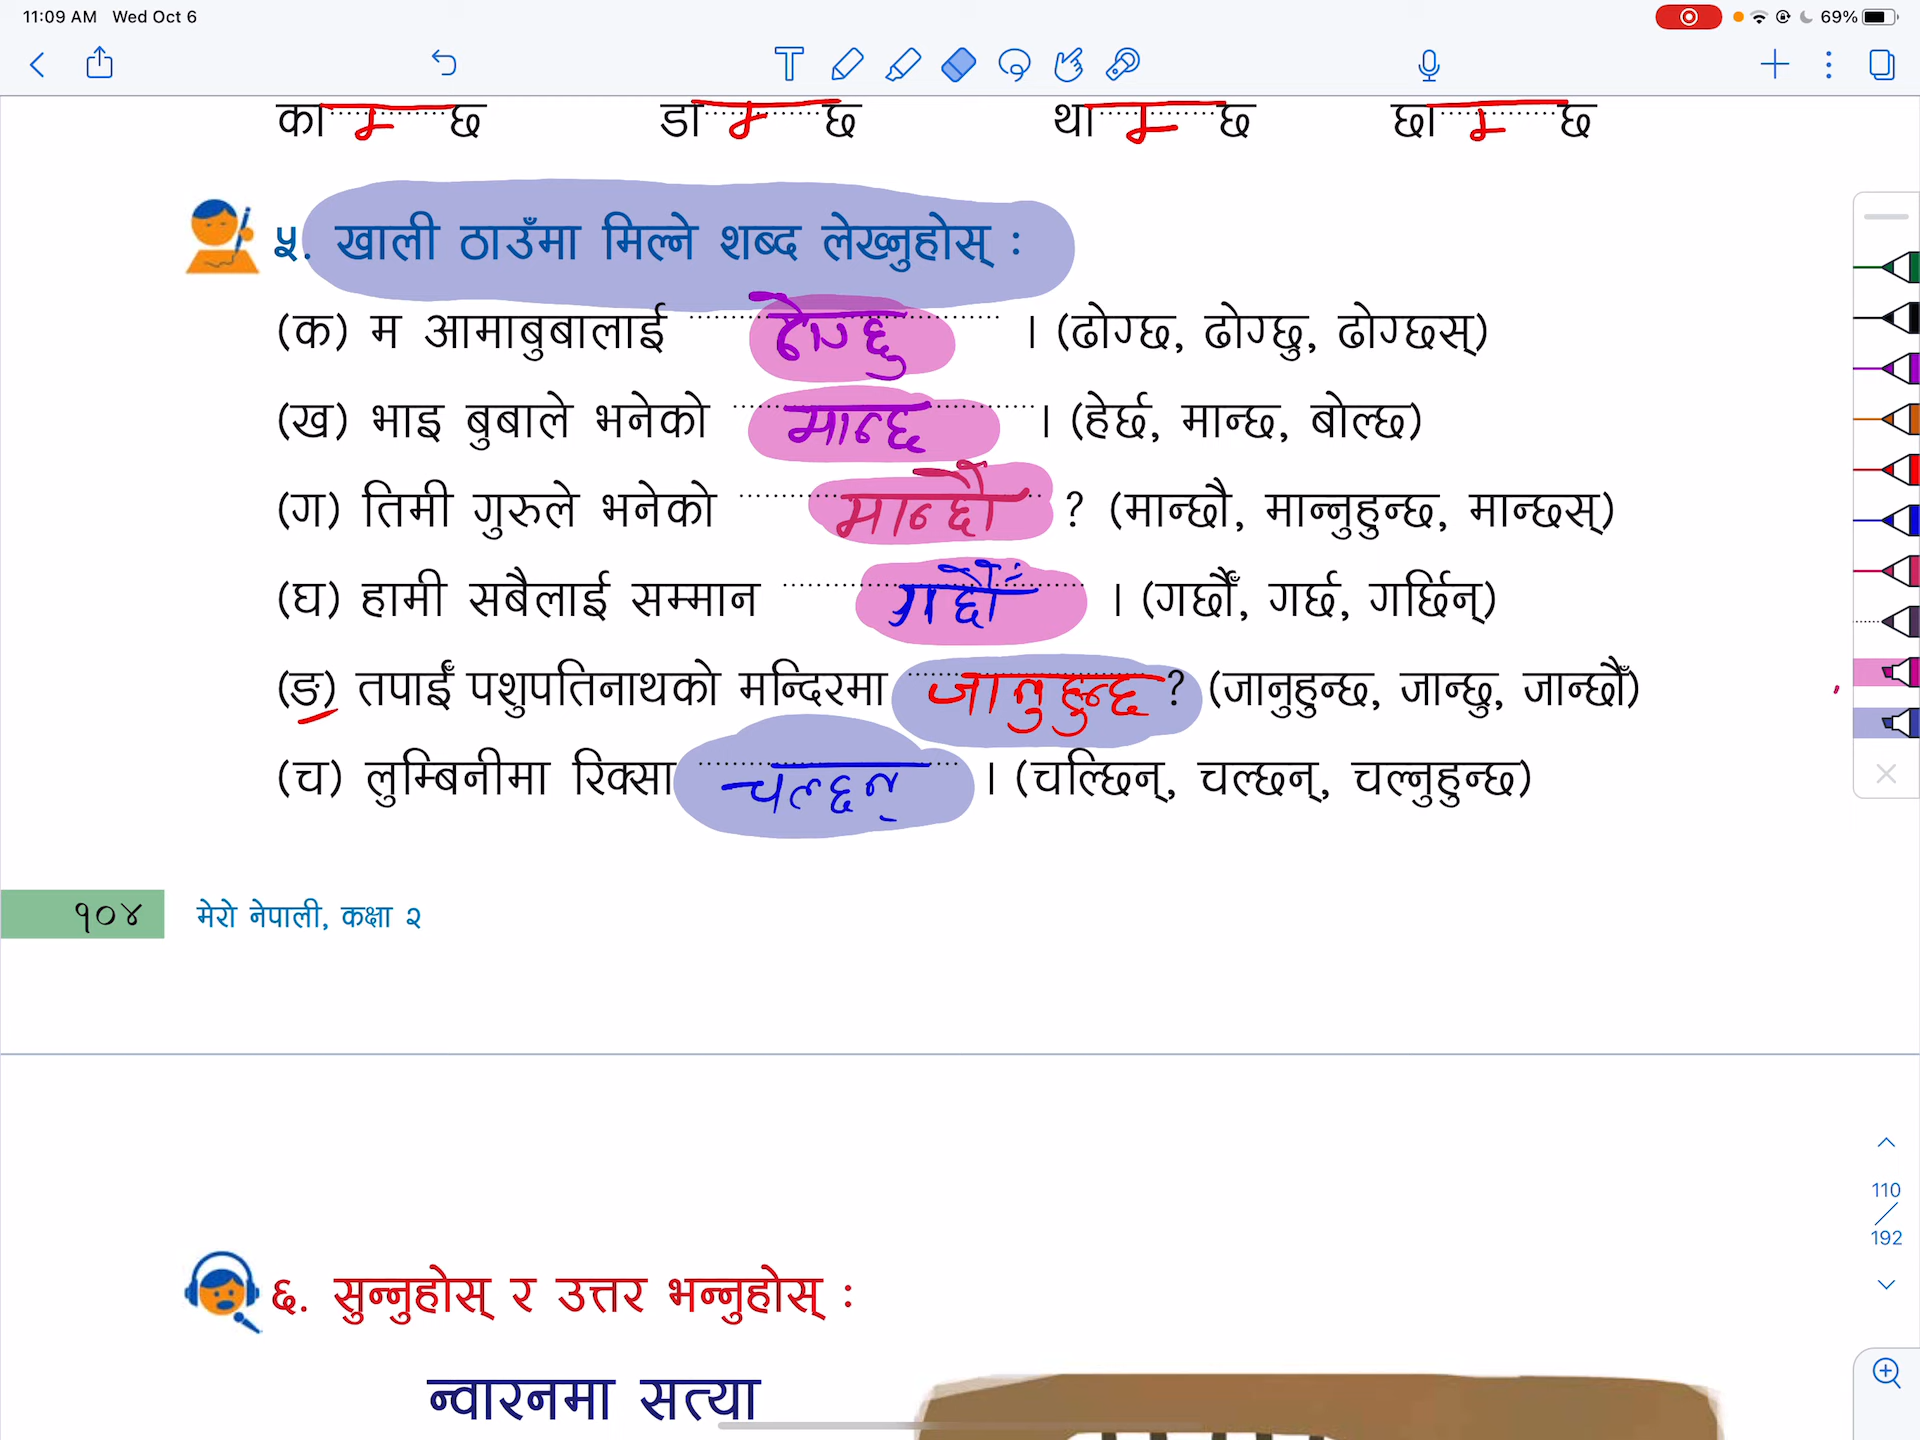 11:09 AM Wed Oct 6 69%
का म छ डा म छ था म छ छा म छ
५. खाली ठाउँमा मिल्ने शब्द लेख्नुहोस् :
(क) म आमाबुबालाई ढोग्छु । (ढोग्छ, ढोग्छु, ढोग्छस्)
(ख) भाइ बुबाले भनेको मान्छ । (हेर्छ, मान्छ, बोल्छ)
(ग) तिमी गुरुले भनेको मान्छौ ? (मान्छौ, मान्नुहुन्छ, मान्छस्)
(घ) हामी सबैलाई सम्मान गर्छौँ । (गर्छौँ, गर्छ, गर्छिन्)
(ङ) तपाईँ पशुपतिनाथको मन्दिरमा जानुहुन्छ ? (जानुहुन्छ, जान्छु, जान्छौँ)
(च) लुम्बिनीमा रिक्सा चल्छन् । (चल्छिन्, चल्छन्, चल्नुहुन्छ)
१०४ मेरो नेपाली, कक्षा २
110
/
192
६. सुन्नुहोस् र उत्तर भन्नुहोस् :
न्वारनमा सत्या